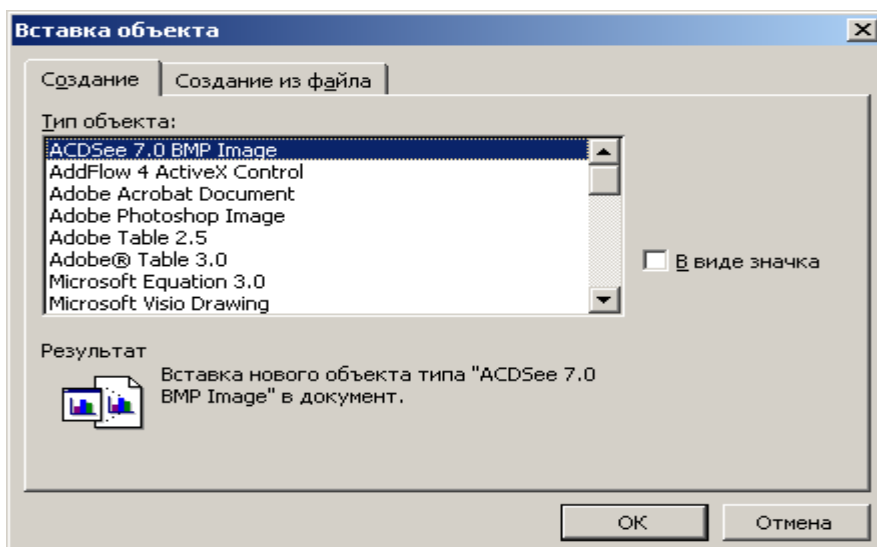 Вставка объекта
Создание
Создание из файла
Тип объекта:
ACDSee 7.0 BMP Image
AddFlow 4 ActiveX Control
Adobe Acrobat Document
Adobe Photoshop Image
Adobe Table 2.5
Adobe® Table 3.0
Microsoft Equation 3.0
Microsoft Visio Drawing
В виде значка
Результат
Вставка нового объекта типа "ACDSee 7.0
BMP Image" в документ.
ОК
Отмена